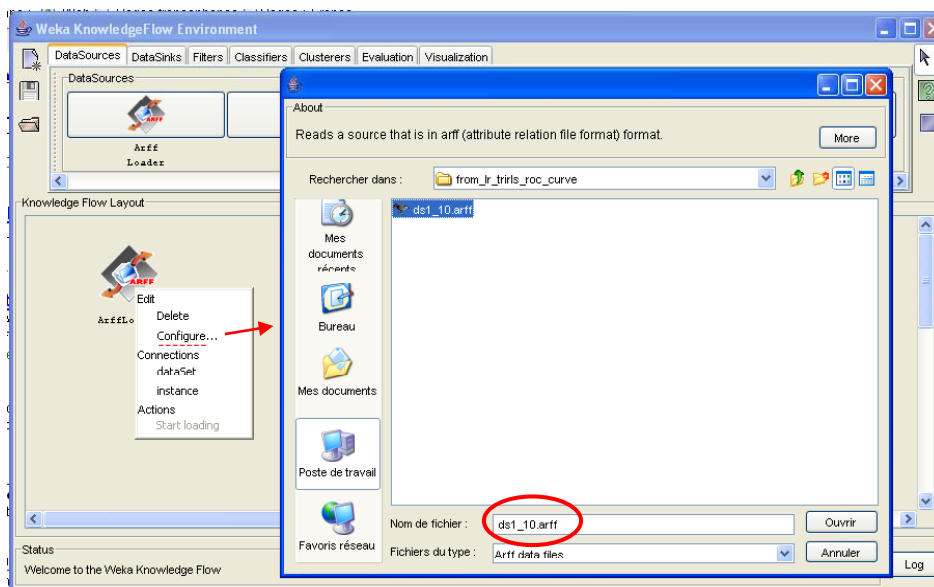 Weka KnowledgeFlow Environment
DataSources DataSinks Filters Classifiers Clusterers Evaluation Visualization
DataSources
Arff
Loader
About
Reads a source that is in arff (attribute relation file format) format.
More
Rechercher dans :
from_lr_trirls_roc_curve
ds1_10.arff
Mes
documents
récents
Bureau
Mes documents
Poste de travail
Favoris réseau
Nom de fichier :
ds1_10.arff
Ouvrir
Fichiers du type :
Arff data files
Annuler
Knowledge Flow Layout
ARFF
ArffLo
Edit
Delete
Configure...
Connections
dataSet
instance
Actions
Start loading
Status
Welcome to the Weka Knowledge Flow
Log